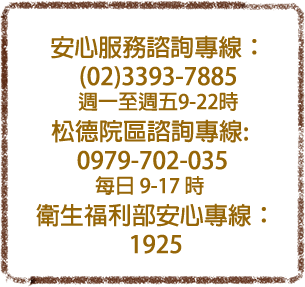 安心服務諮詢專線：
(02)3393-7885
週一至週五9-22時
松德院區諮詢專線:
0979-702-035
每日 9-17 時
衛生福利部安心專線：
1925